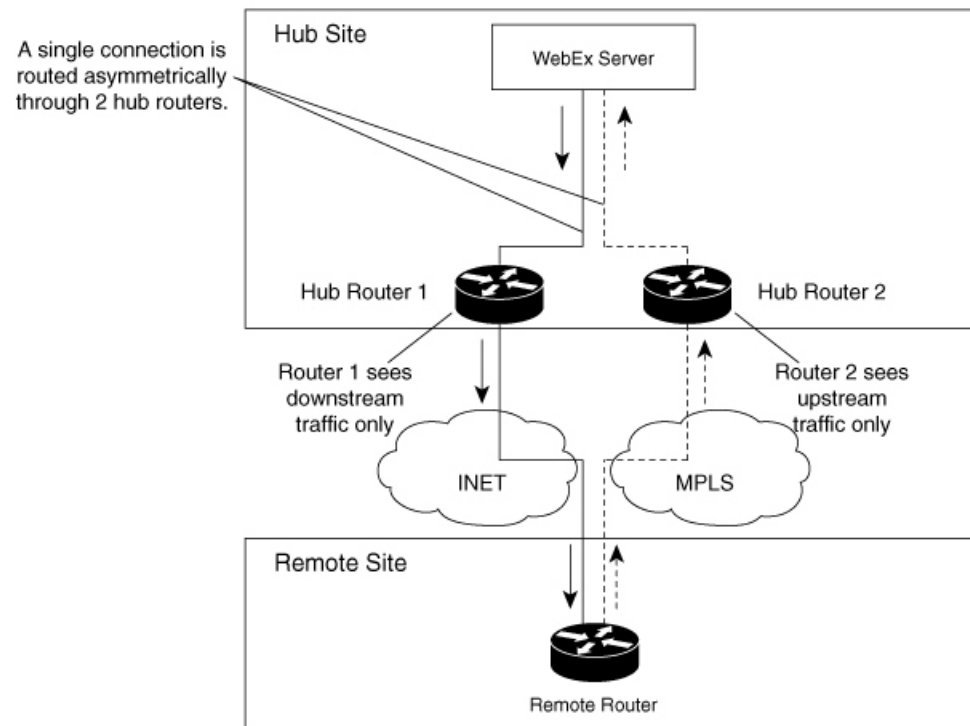 Hub Site
WebEx Server
A single connection is
routed asymmetrically
through 2 hub routers.
Hub Router 1
Hub Router 2
Router 1 sees
downstream
traffic only
Router 2 sees
upstream
traffic only
INET
MPLS
Remote Site
Remote Router